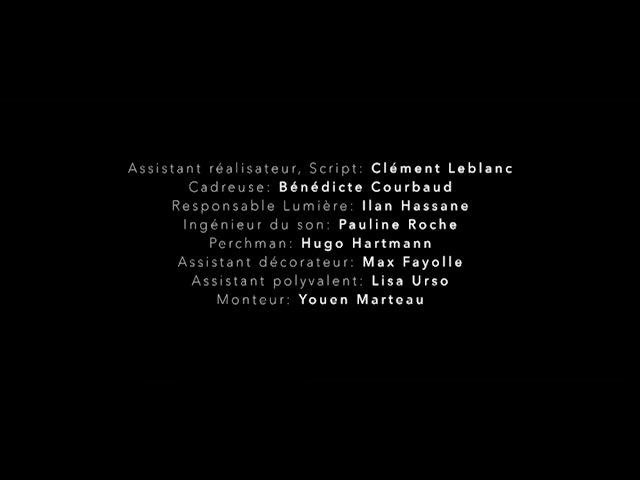 Assistant réalisateur, Script: Clément Leblanc
Cadreuse: Bénédicte Courbaud
Responsable Lumière: Ilan Hassane
Ingénieur du son: Pauline Roche
Perchman: Hugo Hartmann
Assistant décorateur: Max Fayolle
Assistant polyvalent: Lisa Urso
Monteur: Youen Marteau